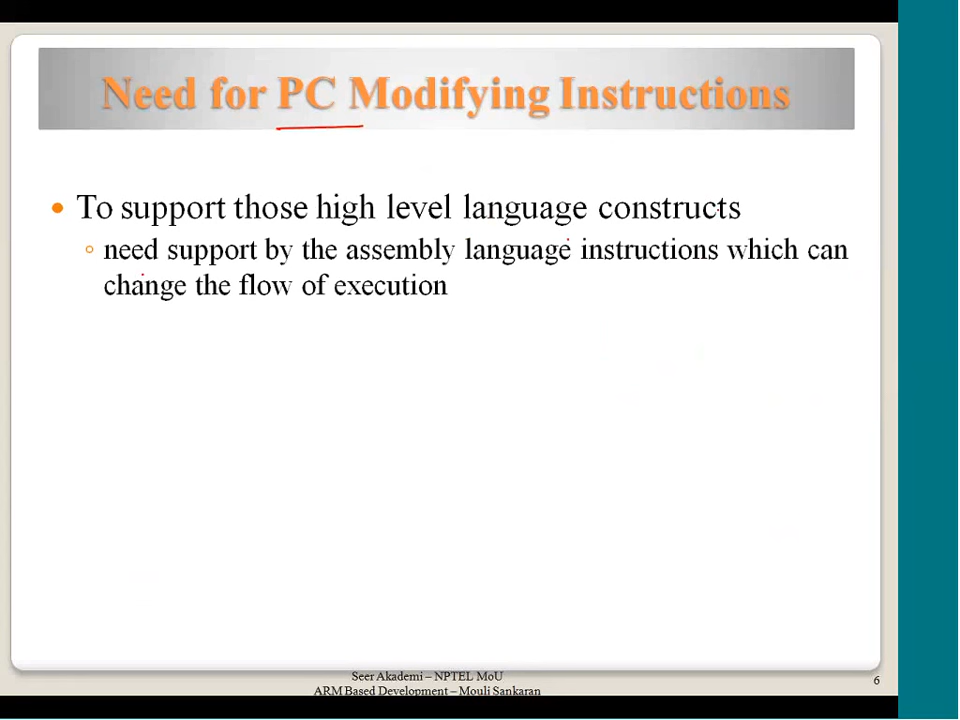 Need for PC Modifying Instructions
• To support those high level language constructs
◦ need support by the assembly language instructions which can
change the flow of execution
Seer Akademi – NPTEL MoU
ARM Based Development – Mouli Sankaran
6